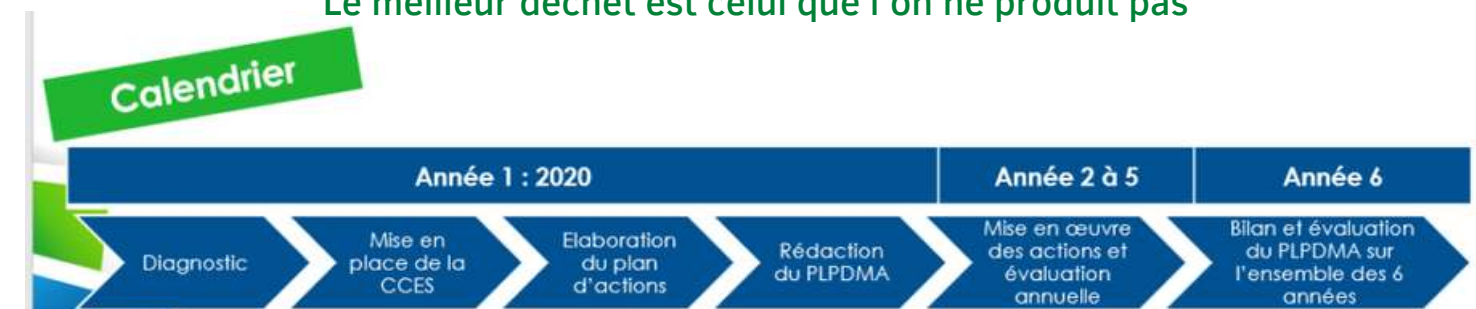 Le meilleur déchet est celui que l'on ne produit pas
Calendrier
Année 1 : 2020
Année 2 à 5
Année 6
Diagnostic
Mise en
place de la
CCES
Elaboration
du plan
d'actions
Rédaction
du PLPDMA
Mise en œuvre
des actions et
évaluation
annuelle
Bilan et évaluation
du PLPDMA sur
l'ensemble des 6
années